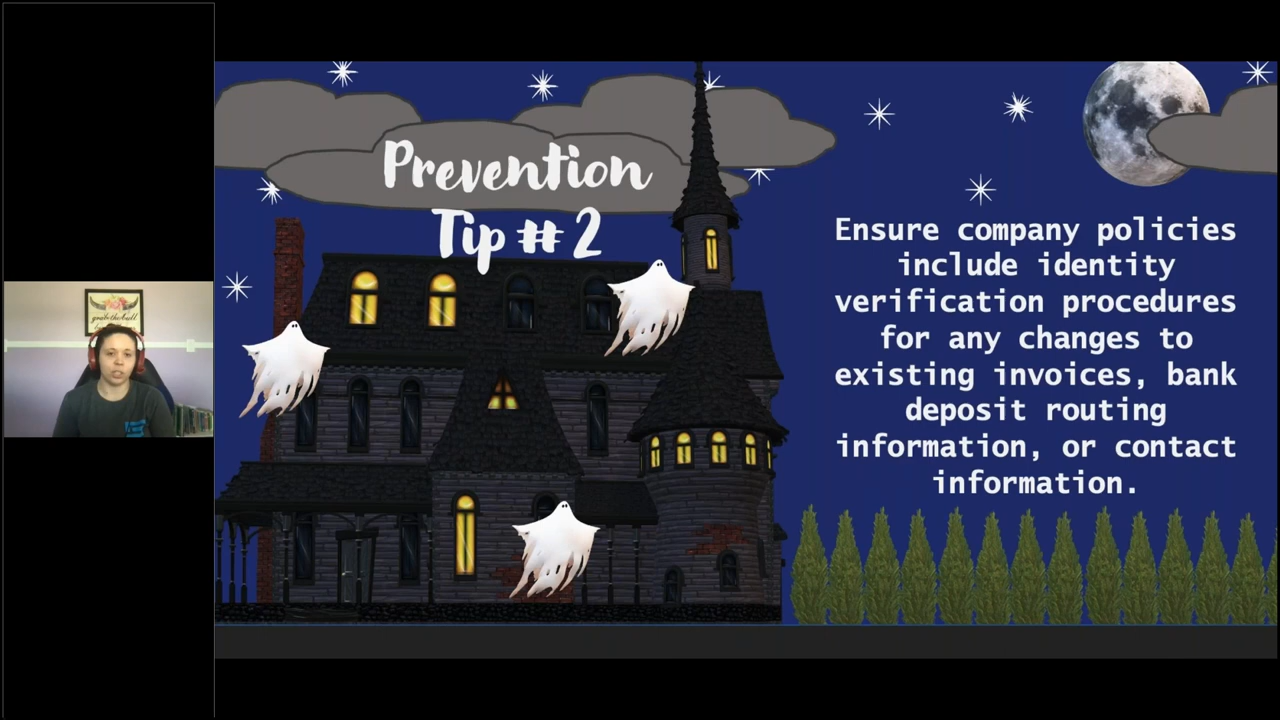 Prevention
Tip # 2
Ensure company policies
include identity
verification procedures
for any changes to
existing invoices, bank
deposit routing
information, or contact
information.